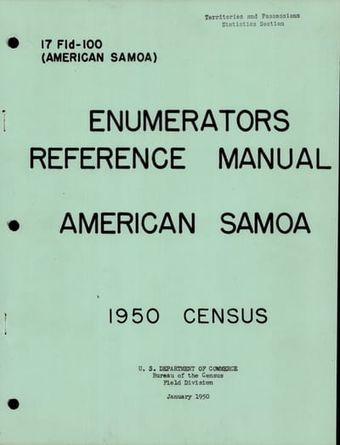 Territories and Possessions
Statistics Section
17 Fld-100
(AMERICAN SAMOA)
ENUMERATORS
REFERENCE MANUAL
AMERICAN SAMOA
1950 CENSUS
U. S. DEPARTMENT OF COMMERCE
Bureau of the Census
Field Division
January 1950